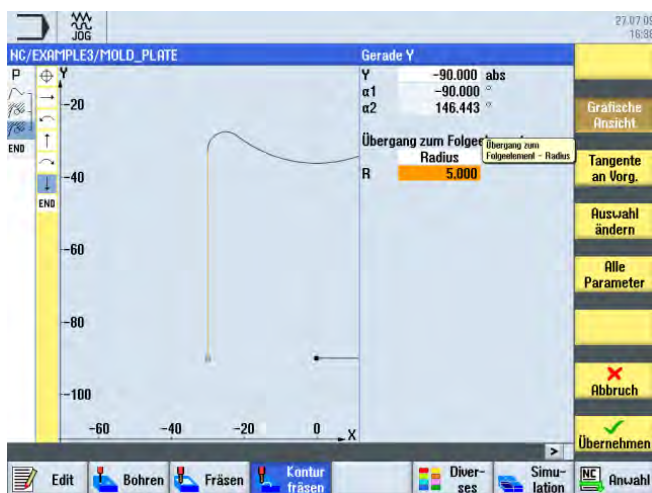 JOG
27.07.09
NC/EXAMPLE3/MOLD_PLATE
Gerade Y
P
END
END
Y
-20
-40
-60
-80
-100
-60
-40
-20
0
X
Y -90.000 abs
α1 -90.000 °
α2 146.443 °
Übergang zum
Übergang zum
Folgeelement - Radius
Radius
R 5.000
Grafische
Ansicht
Tangente
an Vorg.
Auswahl
ändern
Alle
Parameter
Abbruch
Übernehmen
>
Edit
Bohren
Fräsen
Kontur
fräsen
Diver-
ses
Simu-
lation
NC
Anwahl